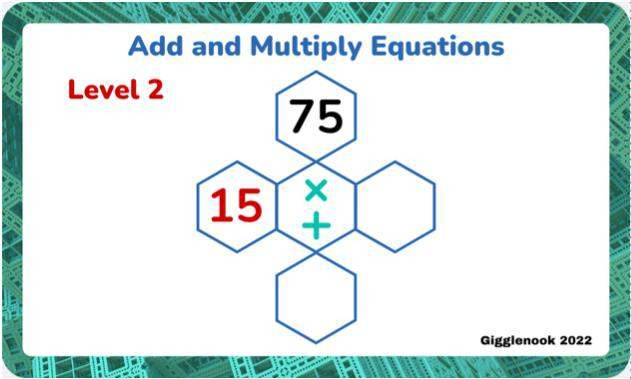 Add and Multiply Equations
Level 2
75
15
×
+
Gigglenook 2022